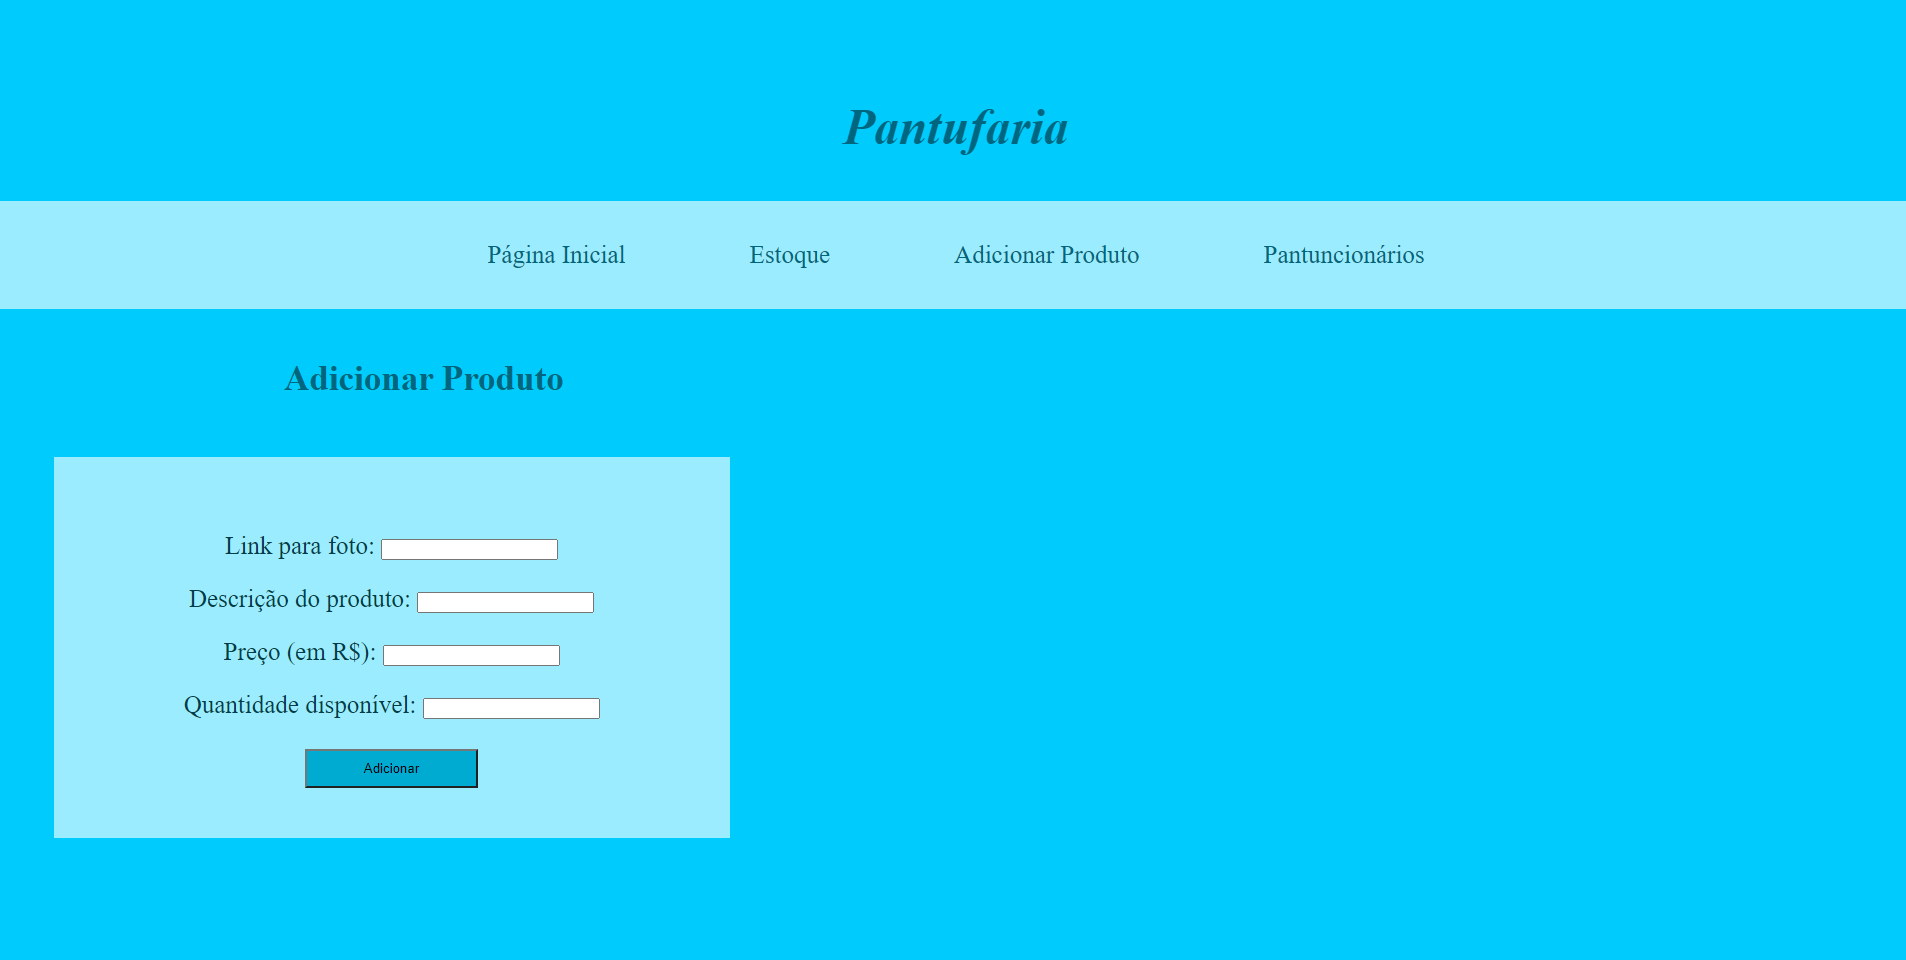 Pantufaria
Página Inicial Estoque Adicionar Produto Pantuncionários
Adicionar Produto
Link para foto:
Descrição do produto:
Preço (em R$):
Quantidade disponível:
Adicionar